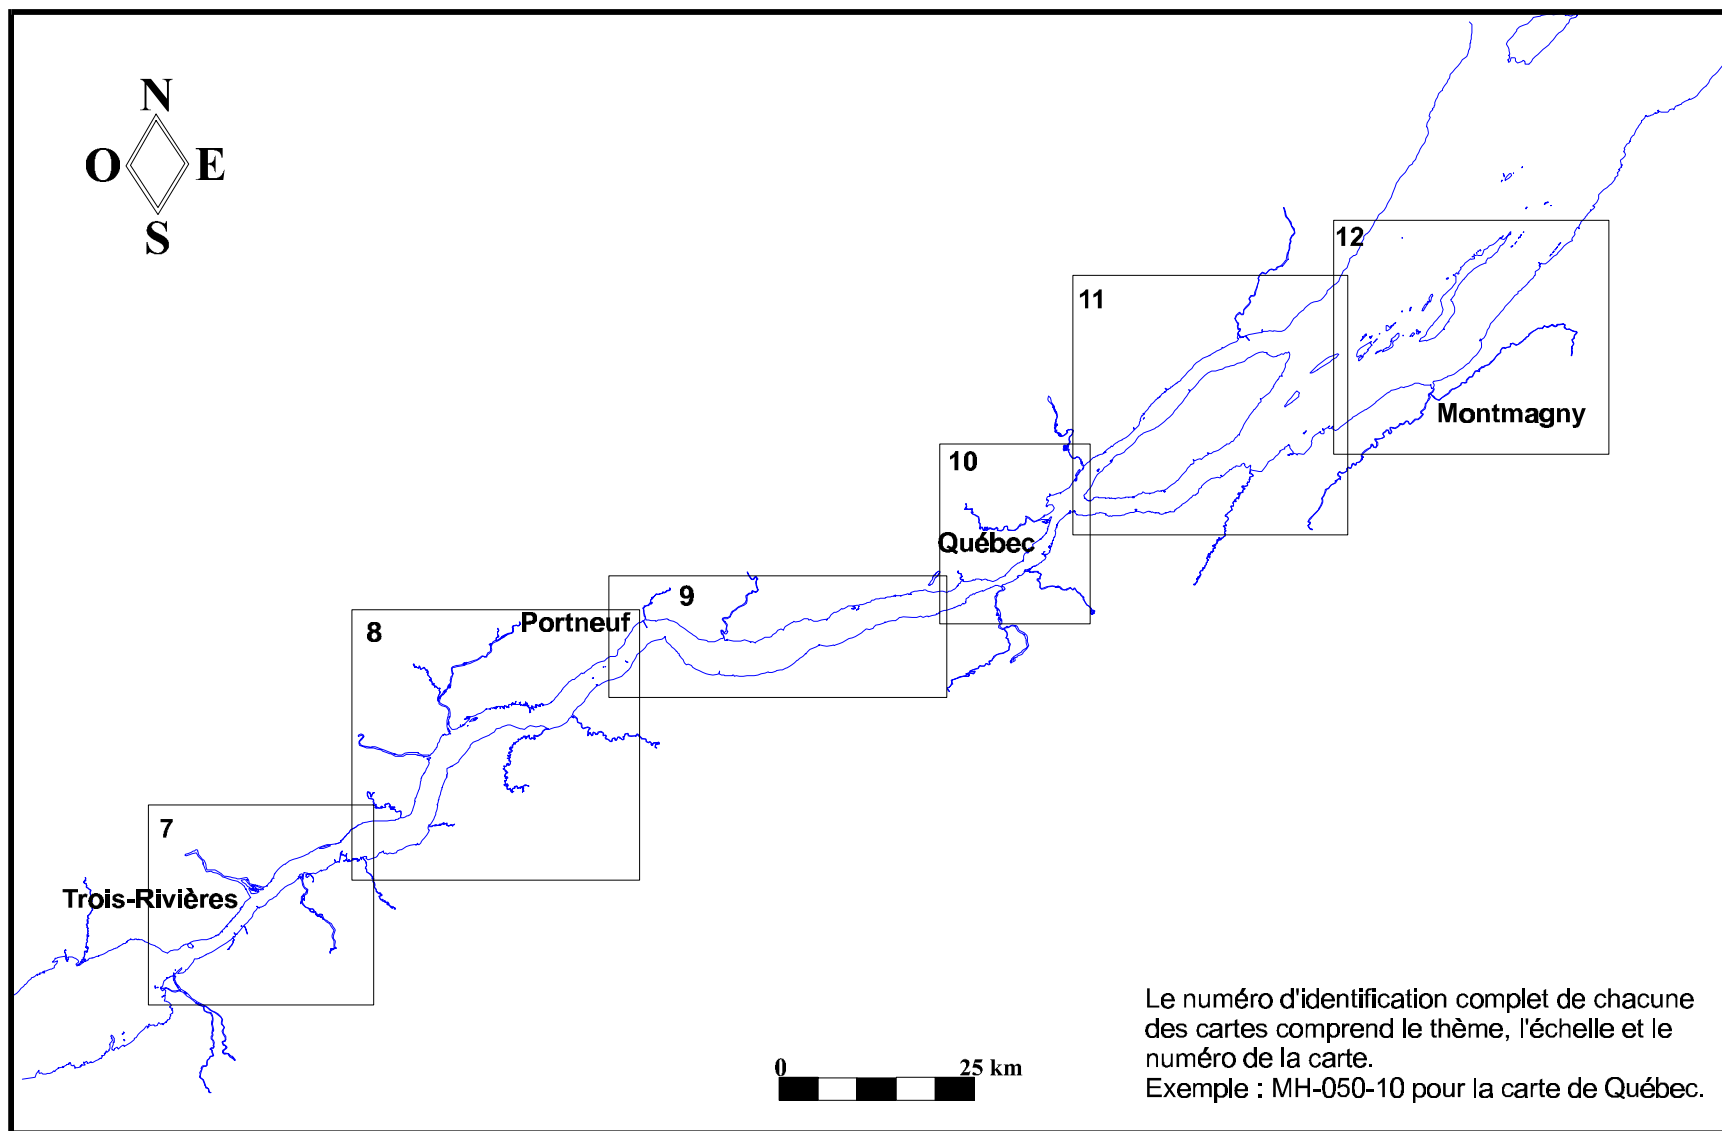 N
O E
S
12
11
Montmagny
10
Québec
9
Portneuf
8
7
Trois-Rivières
Le numéro d'identification complet de chacune
des cartes comprend le thème, l'échelle et le
numéro de la carte.
Exemple : MH-050-10 pour la carte de Québec.
0 25 km